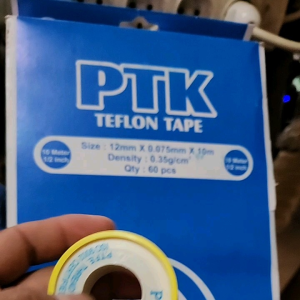 PTK
TEFLON TAPE
10 Meter
1/2 inch
Size : 12mm X 0.075mm X 10m
Density : 0.35g/cm³
Qty : 60 pcs
10 Meter
1/2 inch